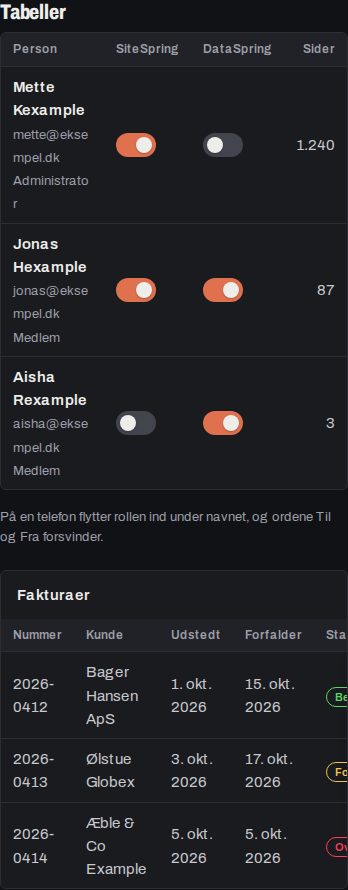 Tabeller
Person SiteSpring DataSpring Sider
Mette
Kexample
mette@ekse
mpel.dk
Administrato
r
1.240
Jonas
Hexample
jonas@ekse
mpel.dk
Medlem
87
Aisha
Rexample
aisha@ekse
mpel.dk
Medlem
3
På en telefon flytter rollen ind under navnet, og ordene Til
og Fra forsvinder.
Fakturaer
Nummer Kunde Udstedt Forfalder Sta
2026-
0412
Bager
Hansen
ApS
1. okt.
2026
15. okt.
2026
Be
2026-
0413
Ølstue
Globex
3. okt.
2026
17. okt.
2026
Fo
2026-
0414
Æble &
Co
Example
5. okt.
2026
5. okt.
2026
Ov